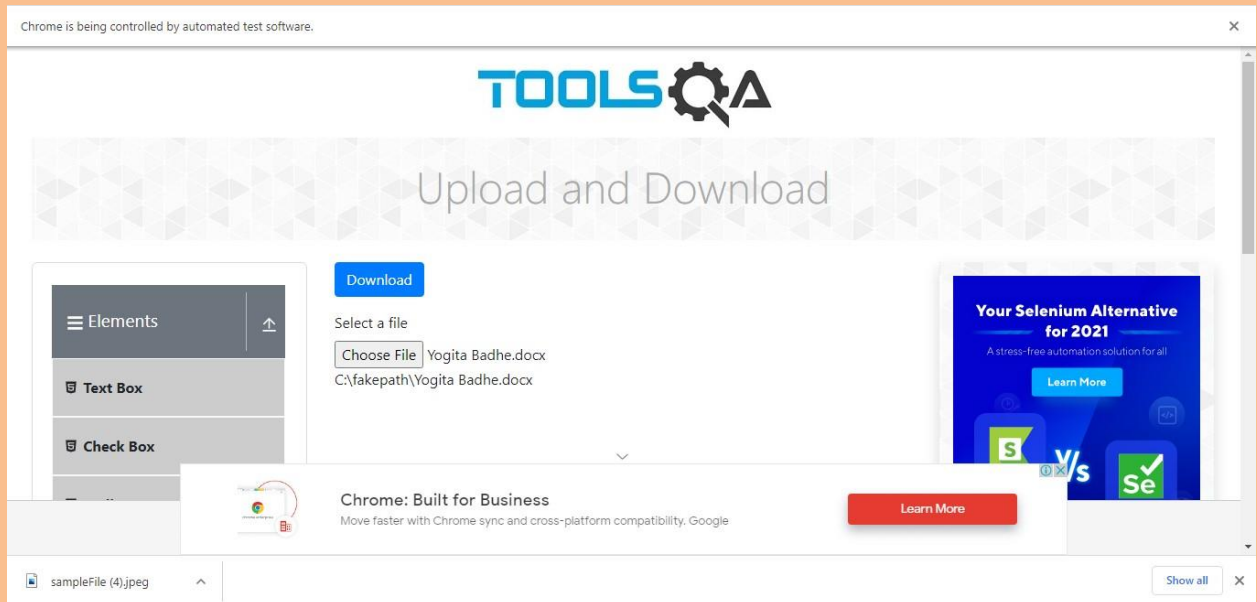 Chrome is being controlled by automated test software.
TOOLSQA
Upload and Download
Download
Elements
Select a file
Choose File Yogita Badhe.docx
C:\fakepath\Yogita Badhe.docx
Text Box
Check Box
Your Selenium Alternative
for 2021
A stress-free automation solution for all
Learn More
S
V/s
Se
Chrome: Built for Business
Move faster with Chrome sync and cross-platform compatibility. Google
Learn More
sampleFile (4).jpeg
Show all